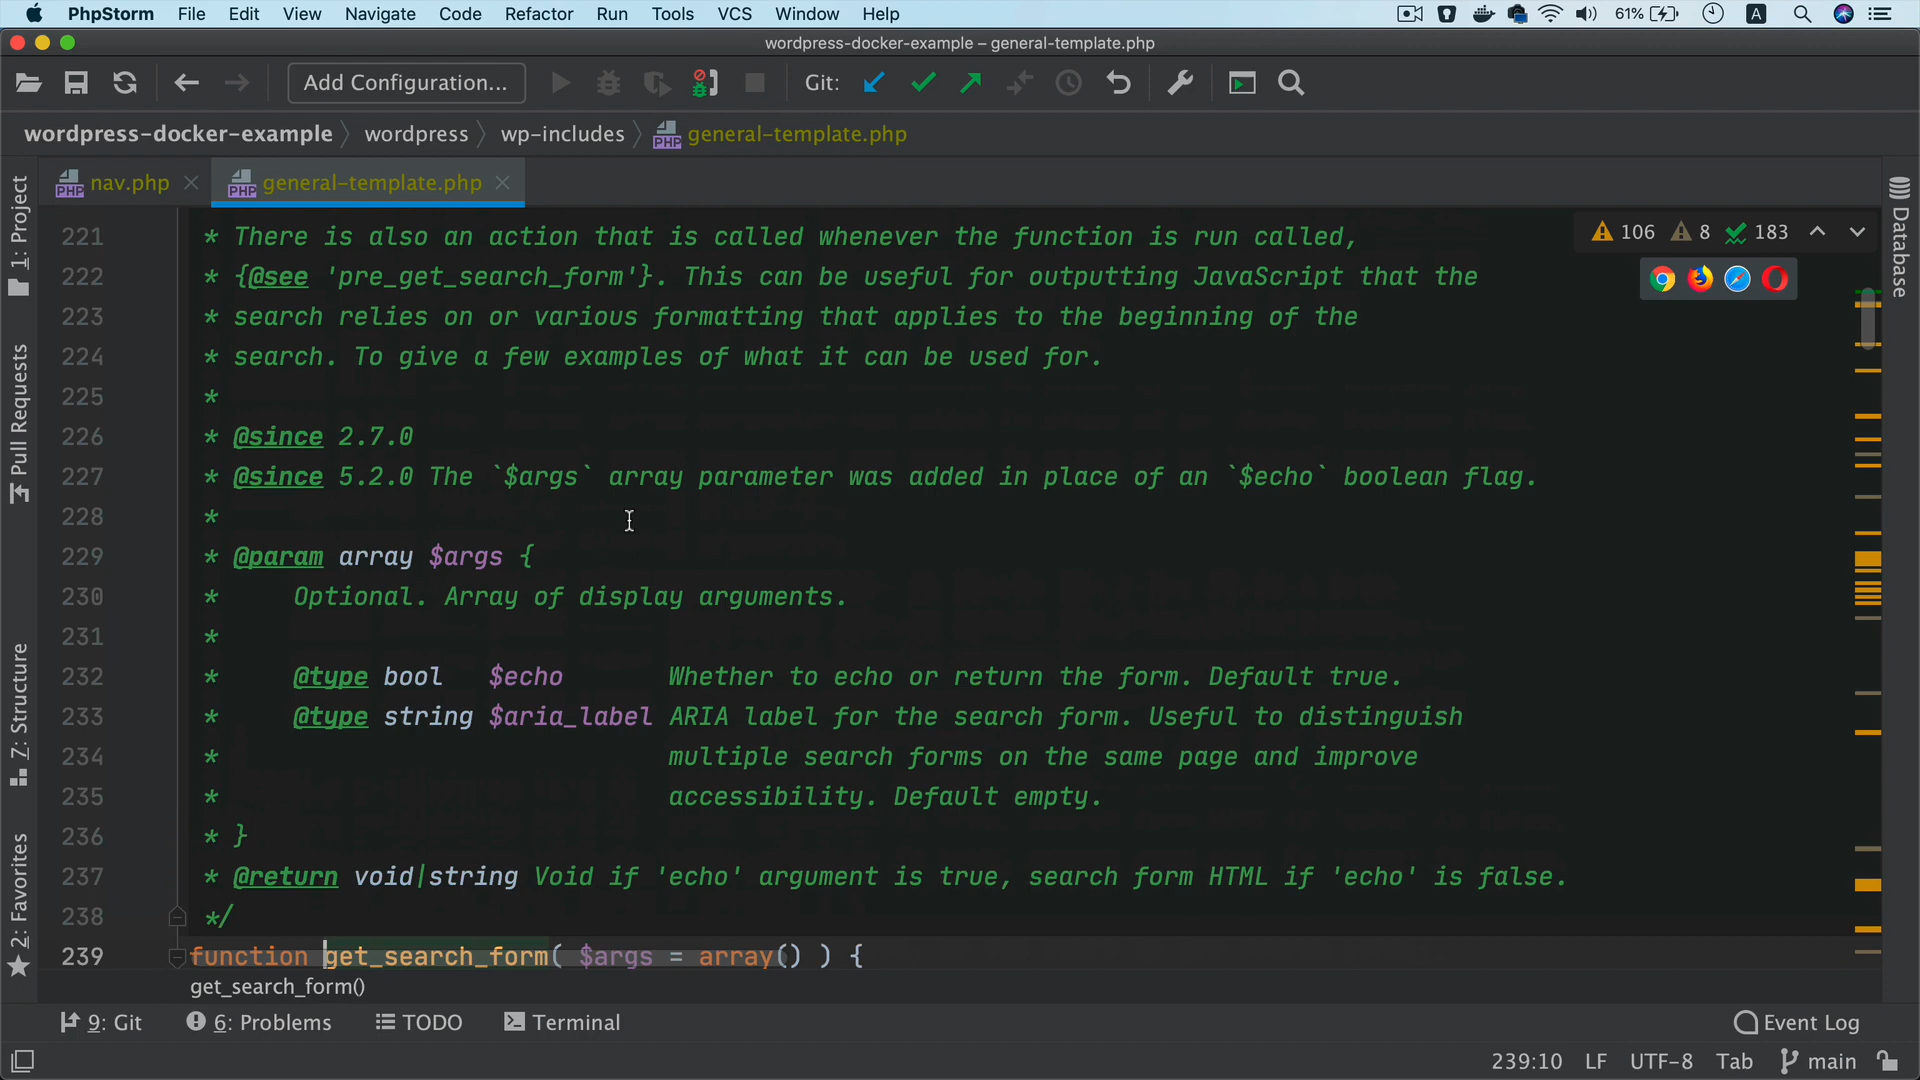 PhpStorm File Edit View Navigate Code Refactor Run Tools VCS Window Help 61% A
wordpress-docker-example – general-template.php
Add Configuration... Git:
wordpress-docker-example wordpress wp-includes PHP general-template.php
PHP nav.php PHP general-template.php
221 * There is also an action that is called whenever the function is run called,
222 * {@see 'pre_get_search_form'}. This can be useful for outputting JavaScript that the
223 * search relies on or various formatting that applies to the beginning of the
224 * search. To give a few examples of what it can be used for.
225 *
226 * @since 2.7.0
227 * @since 5.2.0 The `$args` array parameter was added in place of an `$echo` boolean flag.
228 *
229 * @param array $args {
230 *     Optional. Array of display arguments.
231 *
232 *     @type bool   $echo       Whether to echo or return the form. Default true.
233 *     @type string $aria_label ARIA label for the search form. Useful to distinguish
234 *                              multiple search forms on the same page and improve
235 *                              accessibility. Default empty.
236 * }
237 * @return void|string Void if 'echo' argument is true, search form HTML if 'echo' is false.
238 */
239 function get_search_form( $args = array() ) {
get_search_form()
106 8 183
1: Project
Pull Requests
Z: Structure
2: Favorites
Database
9: Git 6: Problems TODO Terminal Event Log
239:10 LF UTF-8 Tab main